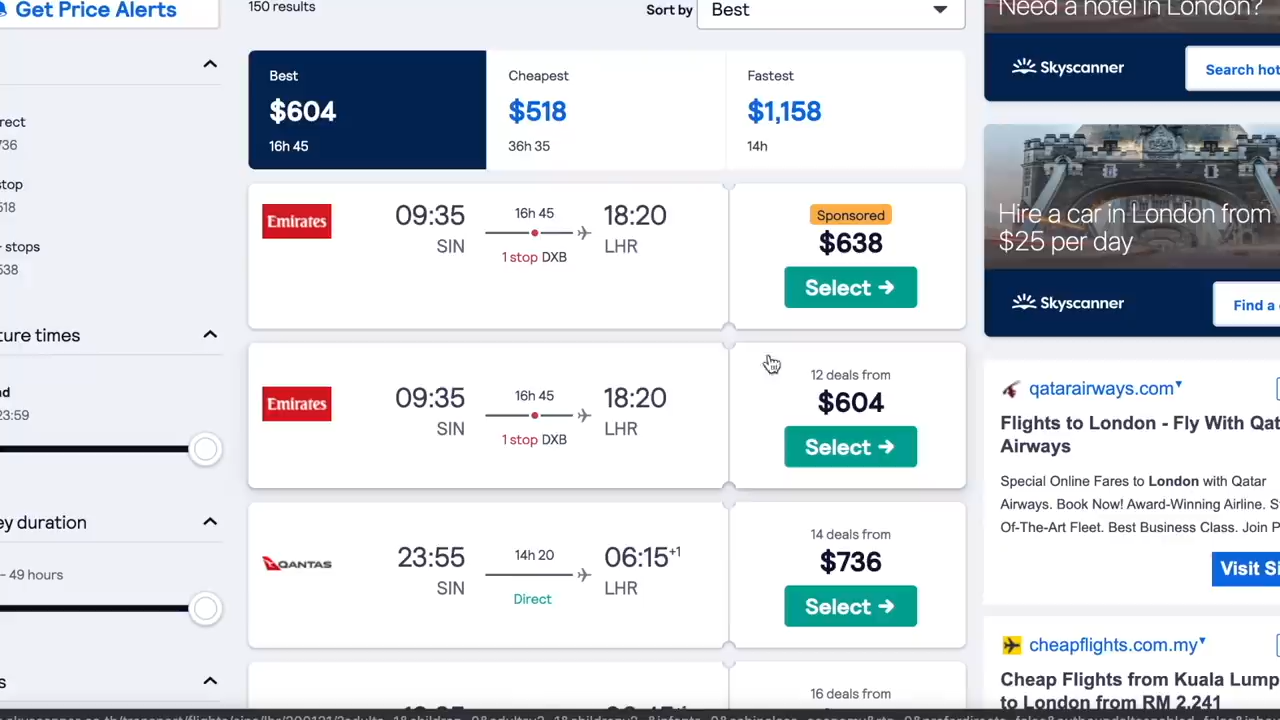 Get Price Alerts
150 results
Sort by
Best
Need a hotel in London?
Skyscanner
Search hot
Best
$604
16h 45
Cheapest
$518
36h 35
Fastest
$1,158
14h
rect
736
stop
518
+ stops
538
ture times
nd
23:59
ey duration
– 49 hours
s
Emirates
09:35
SIN
16h 45
1 stop DXB
18:20
LHR
Sponsored
$638
Select →
Emirates
09:35
SIN
16h 45
1 stop DXB
18:20
LHR
12 deals from
$604
Select →
QANTAS
23:55
SIN
14h 20
Direct
06:15+1
LHR
14 deals from
$736
Select →
16 deals from
Hire a car in London from
$25 per day
Skyscanner
Find a
qatarairways.com
Flights to London - Fly With Qat
Airways
Special Online Fares to London with Qatar
Airways. Book Now! Award-Winning Airline. S
Of-The-Art Fleet. Best Business Class. Join P
Visit Si
cheapflights.com.my
Cheap Flights from Kuala Lump
to London from RM 2,241